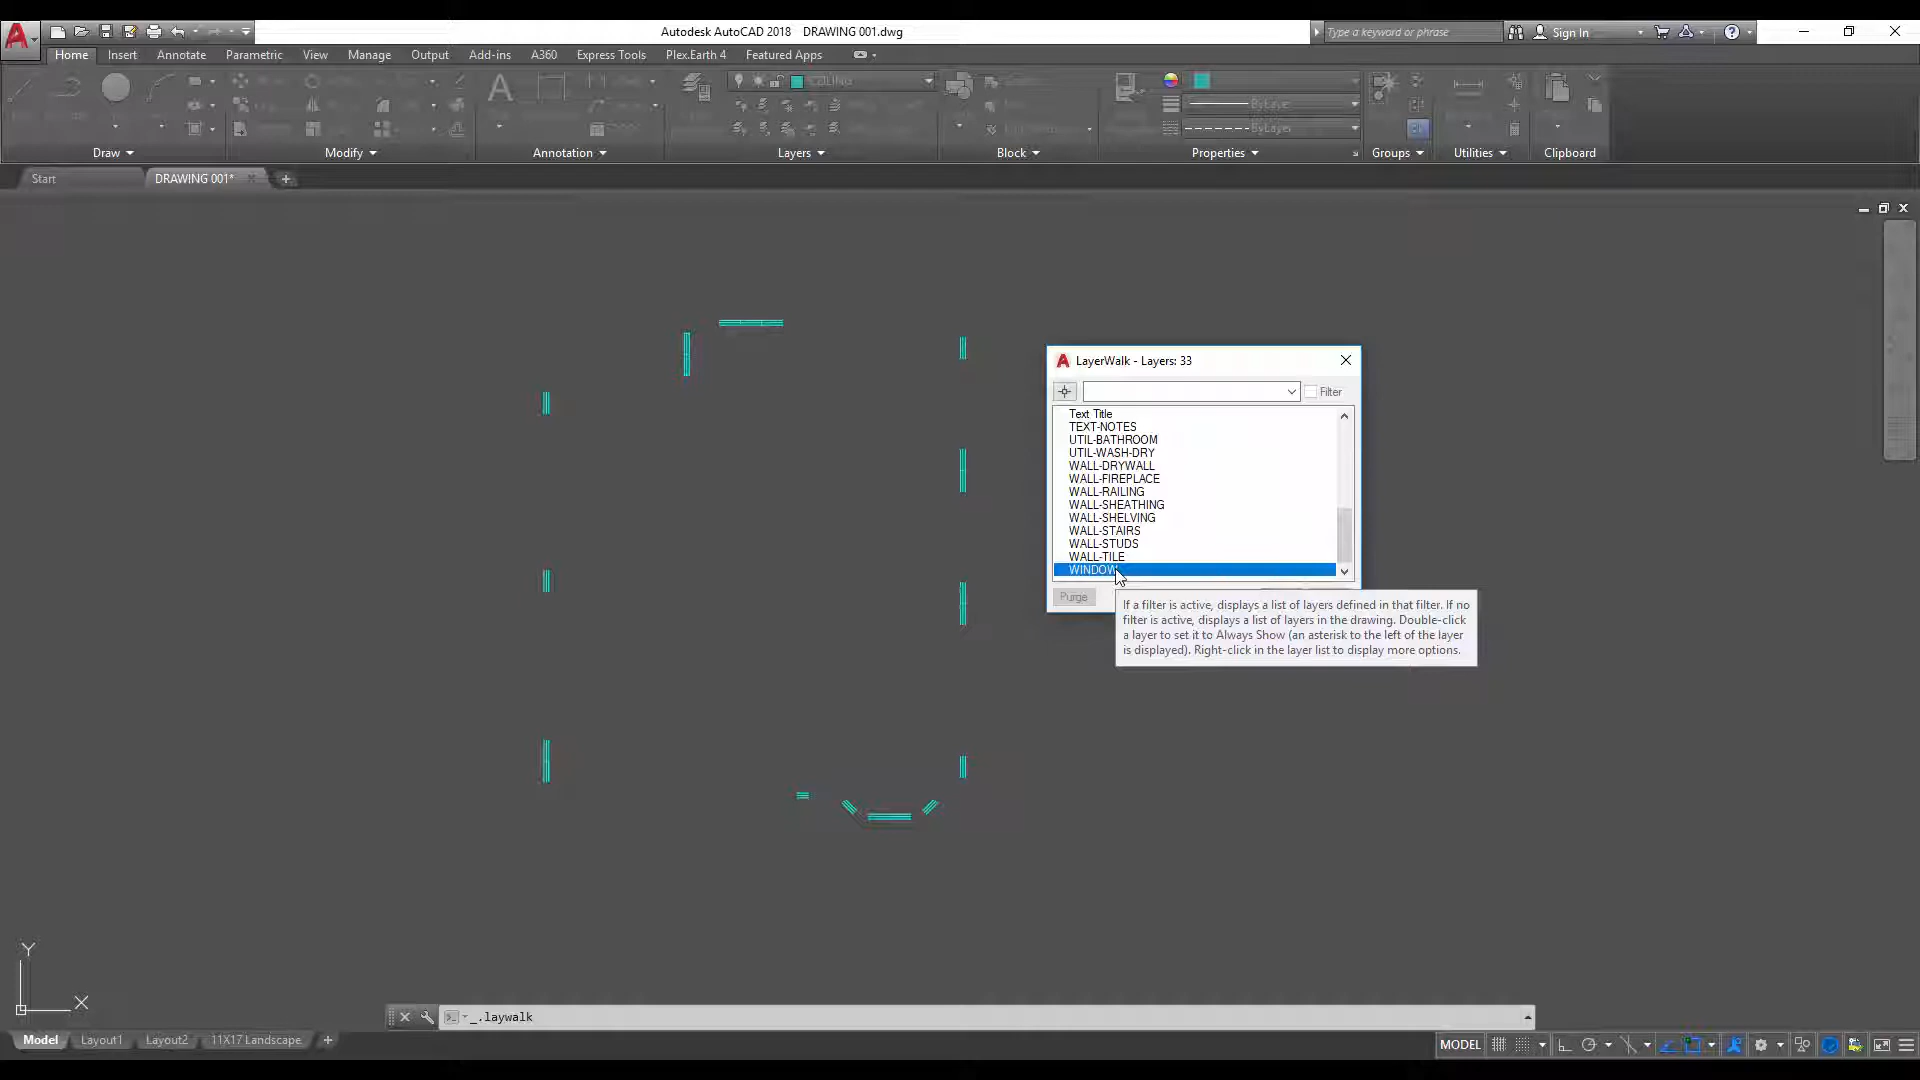 Autodesk AutoCAD 2018 DRAWING 001.dwg
Type a keyword or phrase
Sign In
Home Insert Annotate Parametric View Manage Output Add-ins A360 Express Tools Plex.Earth 4 Featured Apps
CEILING
ByLayer
ByLayer
Draw Modify Annotation Layers Block Properties Groups Utilities Clipboard
Start DRAWING 001*
LayerWalk - Layers: 33
Filter
Text Title
TEXT-NOTES
UTIL-BATHROOM
UTIL-WASH-DRY
WALL-DRYWALL
WALL-FIREPLACE
WALL-RAILING
WALL-SHEATHING
WALL-SHELVING
WALL-STAIRS
WALL-STUDS
WALL-TILE
WINDOW
Purge
If a filter is active, displays a list of layers defined in that filter. If no
filter is active, displays a list of layers in the drawing. Double-click
a layer to set it to Always Show (an asterisk to the left of the layer
is displayed). Right-click in the layer list to display more options.
Y
X
_.laywalk
Model Layout1 Layout2 11X17 Landscape
MODEL